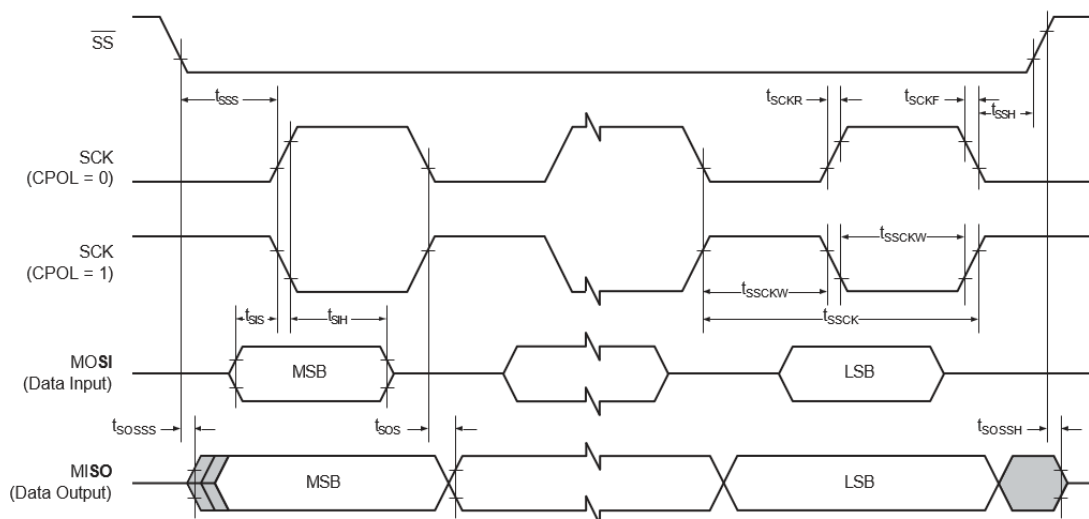 SS
tSSS
tSCKR
tSCKF
tSSH
SCK
(CPOL = 0)
SCK
(CPOL = 1)
tSSCKW
tSSCKW
tSSCK
tSIS
tSIH
MOSI
(Data Input)
MSB
LSB
tSOSSS
tSOS
tSOSSH
MISO
(Data Output)
MSB
LSB